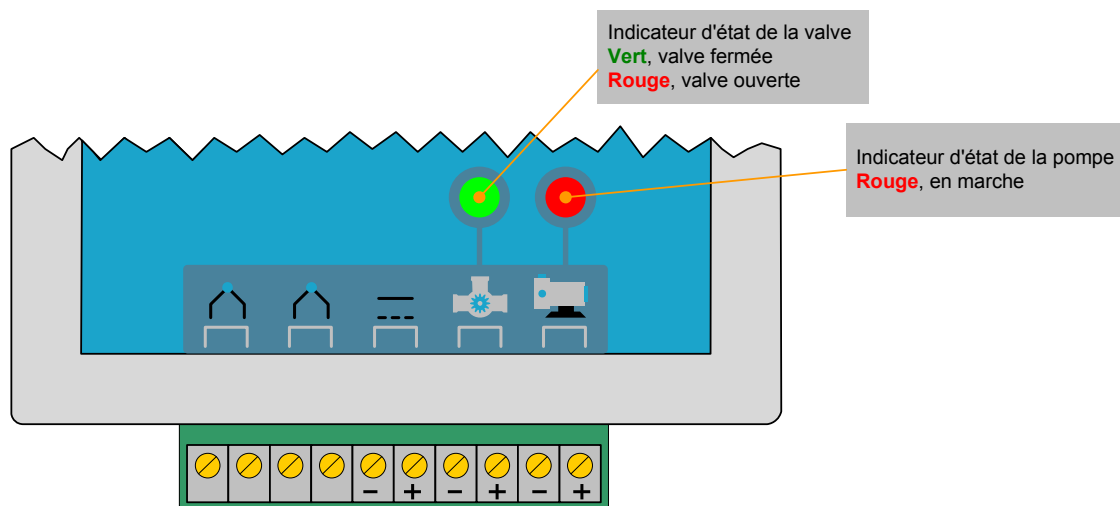 Indicateur d'état de la valve
Vert, valve fermée
Rouge, valve ouverte
Indicateur d'état de la pompe
Rouge, en marche
− + − + − +